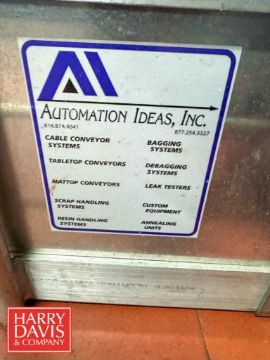 AI
AUTOMATION IDEAS, INC.
616.874.4041
877.254.3327
CABLE CONVEYOR
SYSTEMS
TABLETOP CONVEYORS
MATTOP CONVEYORS
SCRAP HANDLING
SYSTEMS
RESIN HANDLING
SYSTEMS
BAGGING
SYSTEMS
DEBAGGING
SYSTEMS
LEAK TESTERS
CUSTOM
EQUIPMENT
ANNEALING
UNITS
HARRY
DAVIS
& COMPANY